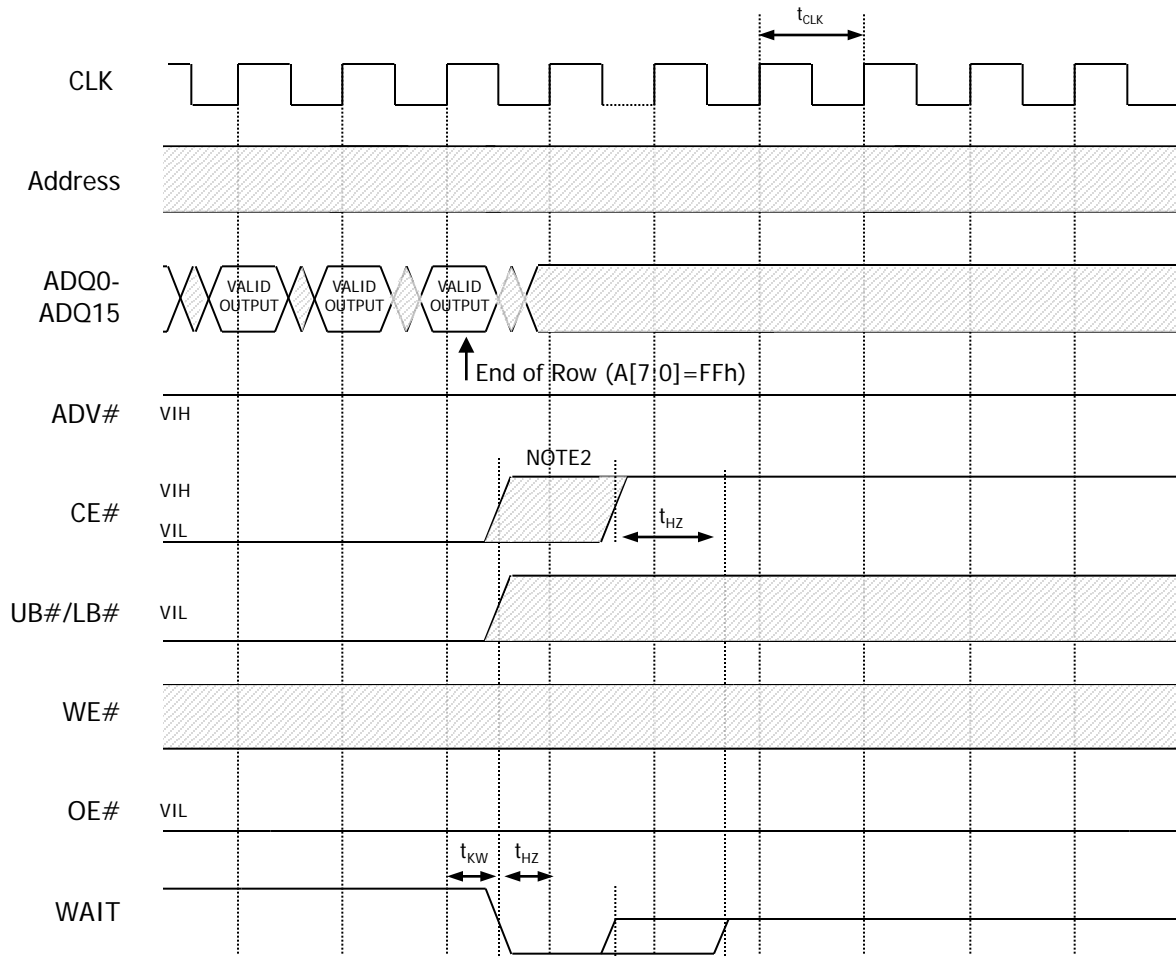 tCLK
CLK
Address
ADQ0-
ADQ15
VALID
OUTPUT
VALID
OUTPUT
VALID
OUTPUT
End of Row (A[7:0]=FFh)
ADV#
VIH
NOTE2
CE#
VIH
VIL
tHZ
UB#/LB#
VIL
WE#
OE#
VIL
tKW
tHZ
WAIT